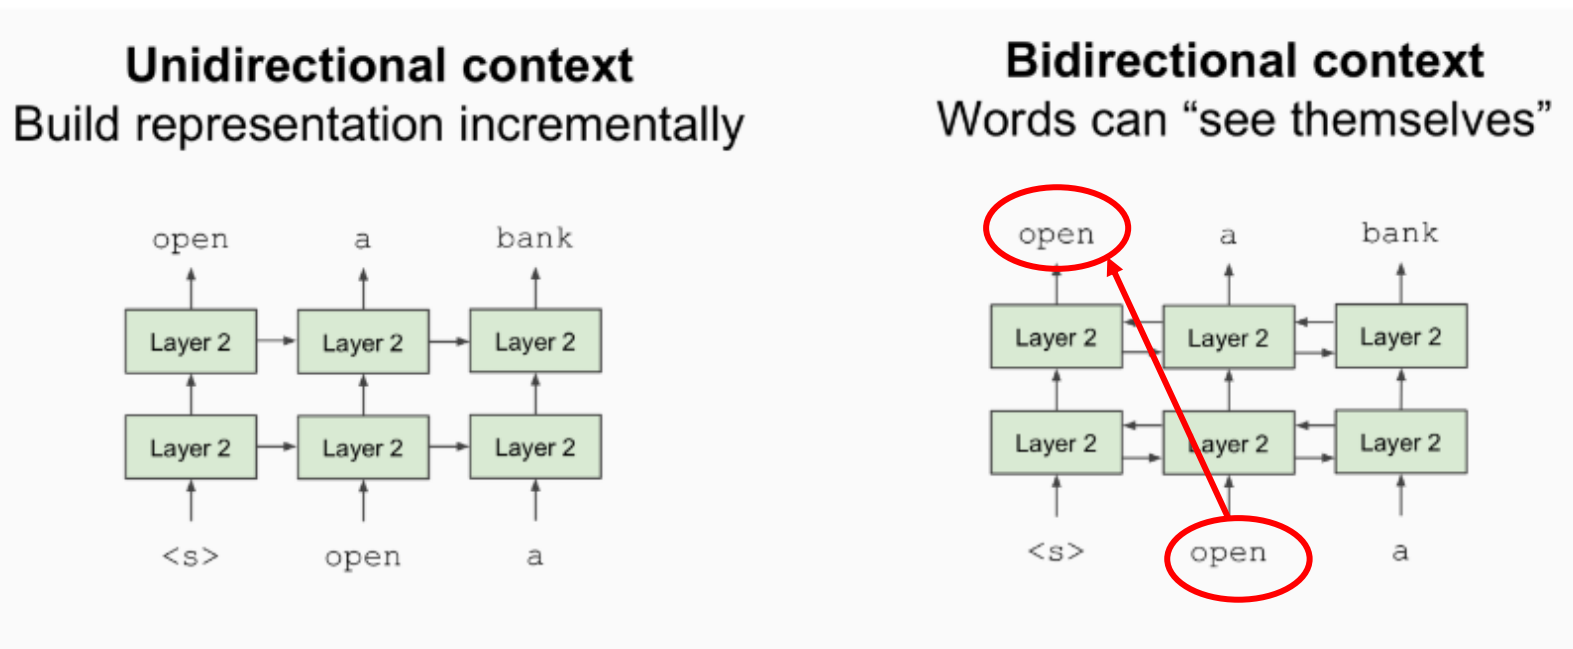 Unidirectional context
Build representation incrementally
open a bank
Layer 2 Layer 2 Layer 2
Layer 2 Layer 2 Layer 2
<s> open a
Bidirectional context
Words can “see themselves”
open a bank
Layer 2 Layer 2 Layer 2
Layer 2 Layer 2 Layer 2
<s> open a